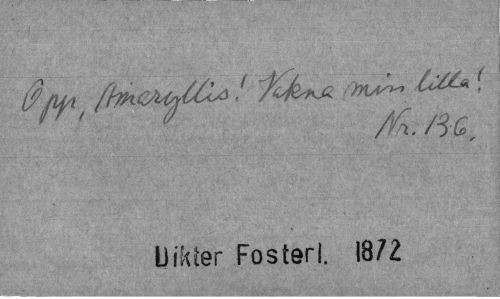 Opp, Amaryllis! Vakna min lilla!
Nr. 136.
Dikter Fosterl. 1872